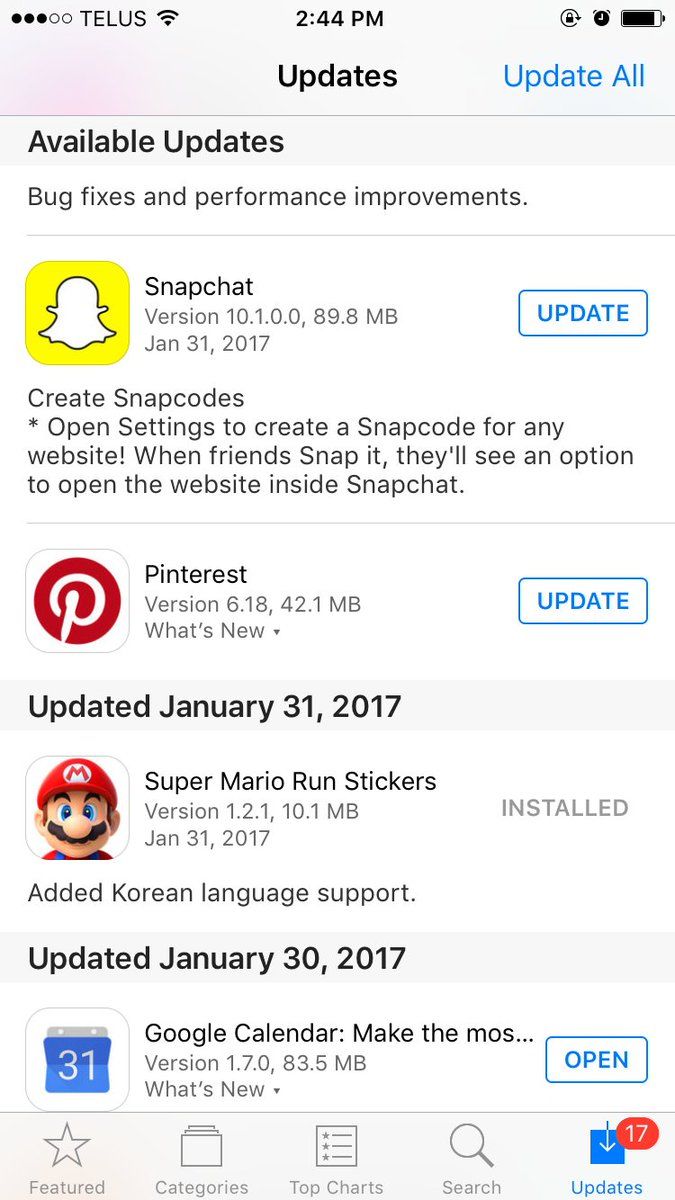 TELUS 2:44 PM
Updates Update All
Available Updates
Bug fixes and performance improvements.
Snapchat
Version 10.1.0.0, 89.8 MB
Jan 31, 2017
UPDATE
Create Snapcodes
* Open Settings to create a Snapcode for any
website! When friends Snap it, they'll see an option
to open the website inside Snapchat.
Pinterest
Version 6.18, 42.1 MB
What's New ▾
UPDATE
Updated January 31, 2017
Super Mario Run Stickers
Version 1.2.1, 10.1 MB
Jan 31, 2017
INSTALLED
Added Korean language support.
Updated January 30, 2017
31
Google Calendar: Make the mos...
Version 1.7.0, 83.5 MB
What's New ▾
OPEN
17
Featured Categories Top Charts Search Updates